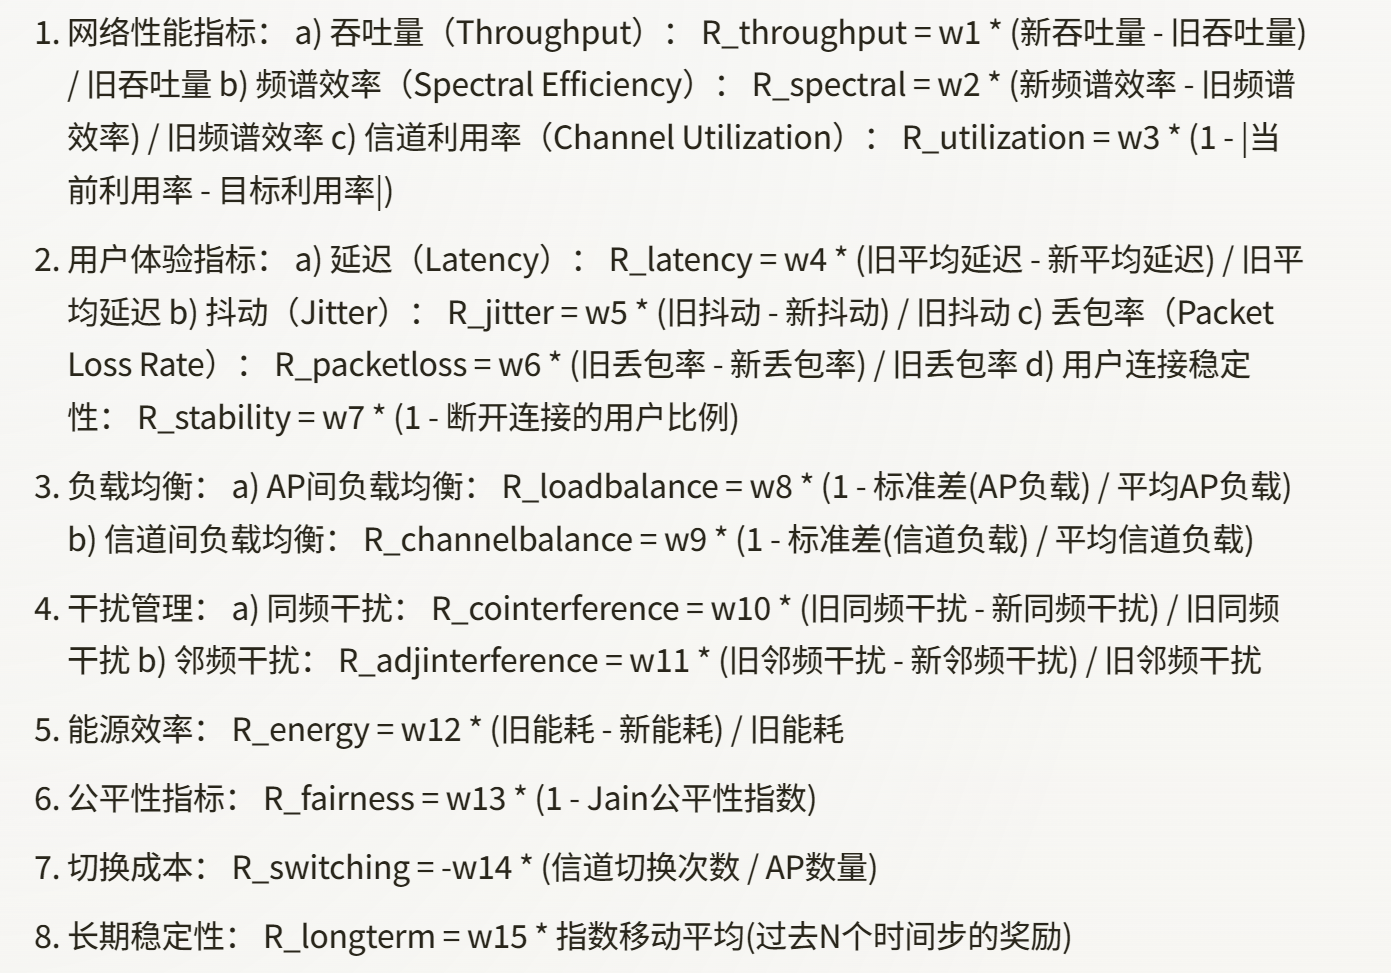 1. 网络性能指标： a) 吞吐量（Throughput）： R_throughput = w1 * (新吞吐量 - 旧吞吐量)
/ 旧吞吐量 b) 频谱效率（Spectral Efficiency）： R_spectral = w2 * (新频谱效率 - 旧频谱
效率) / 旧频谱效率 c) 信道利用率（Channel Utilization）： R_utilization = w3 * (1 - |当
前利用率 - 目标利用率|)
2. 用户体验指标： a) 延迟（Latency）： R_latency = w4 * (旧平均延迟 - 新平均延迟) / 旧平
均延迟 b) 抖动（Jitter）： R_jitter = w5 * (旧抖动 - 新抖动) / 旧抖动 c) 丢包率（Packet
Loss Rate）： R_packetloss = w6 * (旧丢包率 - 新丢包率) / 旧丢包率 d) 用户连接稳定
性： R_stability = w7 * (1 - 断开连接的用户比例)
3. 负载均衡： a) AP间负载均衡： R_loadbalance = w8 * (1 - 标准差(AP负载) / 平均AP负载)
b) 信道间负载均衡： R_channelbalance = w9 * (1 - 标准差(信道负载) / 平均信道负载)
4. 干扰管理： a) 同频干扰： R_cointerference = w10 * (旧同频干扰 - 新同频干扰) / 旧同频
干扰 b) 邻频干扰： R_adjinterference = w11 * (旧邻频干扰 - 新邻频干扰) / 旧邻频干扰
5. 能源效率： R_energy = w12 * (旧能耗 - 新能耗) / 旧能耗
6. 公平性指标： R_fairness = w13 * (1 - Jain公平性指数)
7. 切换成本： R_switching = -w14 * (信道切换次数 / AP数量)
8. 长期稳定性： R_longterm = w15 * 指数移动平均(过去N个时间步的奖励)